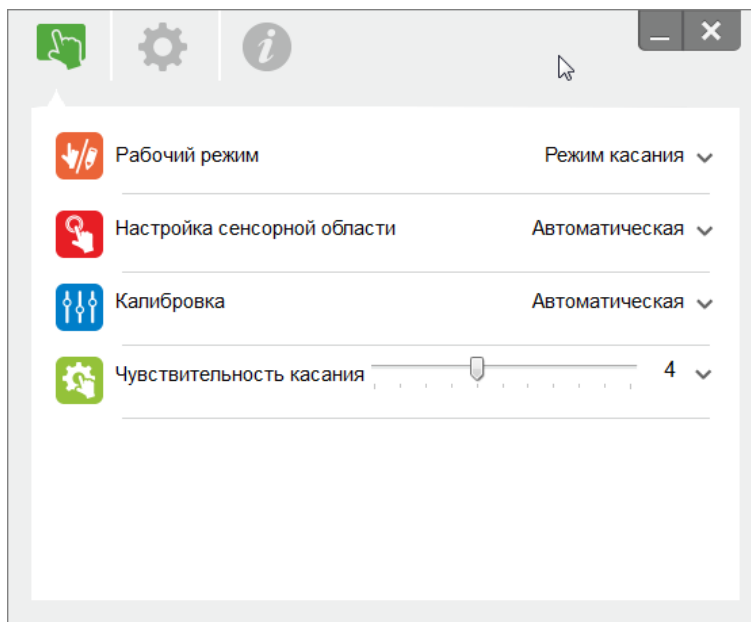 Рабочий режим Режим касания
Настройка сенсорной области Автоматическая
Калибровка Автоматическая
Чувствительность касания 4